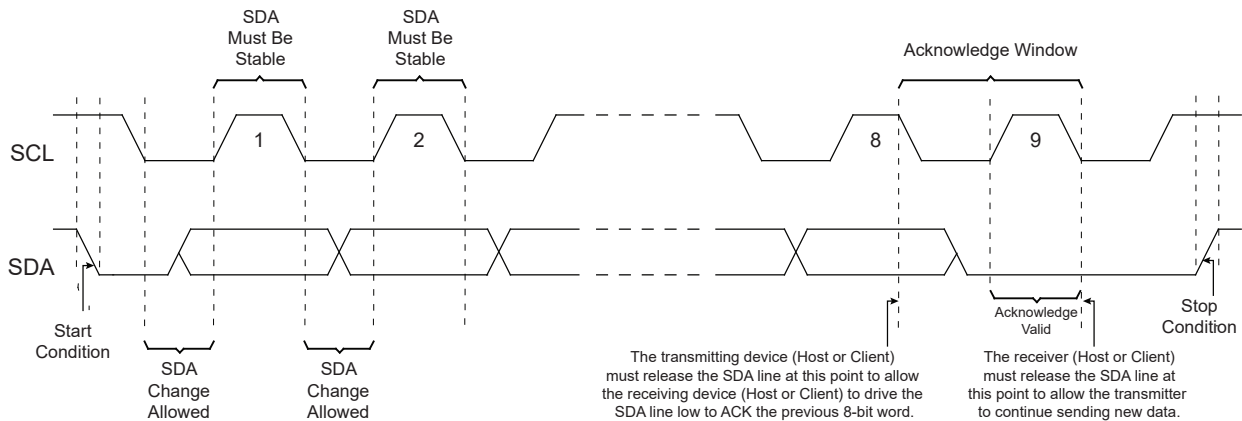 SDA
Must Be
Stable
SDA
Must Be
Stable
Acknowledge Window
SCL
1
2
8
9
SDA
Start
Condition
SDA
Change
Allowed
SDA
Change
Allowed
Acknowledge
Valid
Stop
Condition
The transmitting device (Host or Client)
must release the SDA line at this point to allow
the receiving device (Host or Client) to drive the
SDA line low to ACK the previous 8-bit word.
The receiver (Host or Client)
must release the SDA line at
this point to allow the transmitter
to continue sending new data.